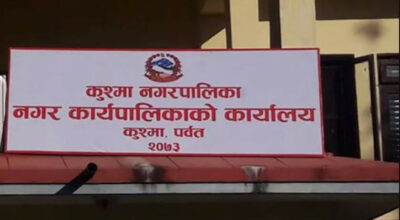 कुश्मा नगरपालिका
नगर कार्यपालिकाको कार्यालय
कुश्मा, पर्वत
२०७३